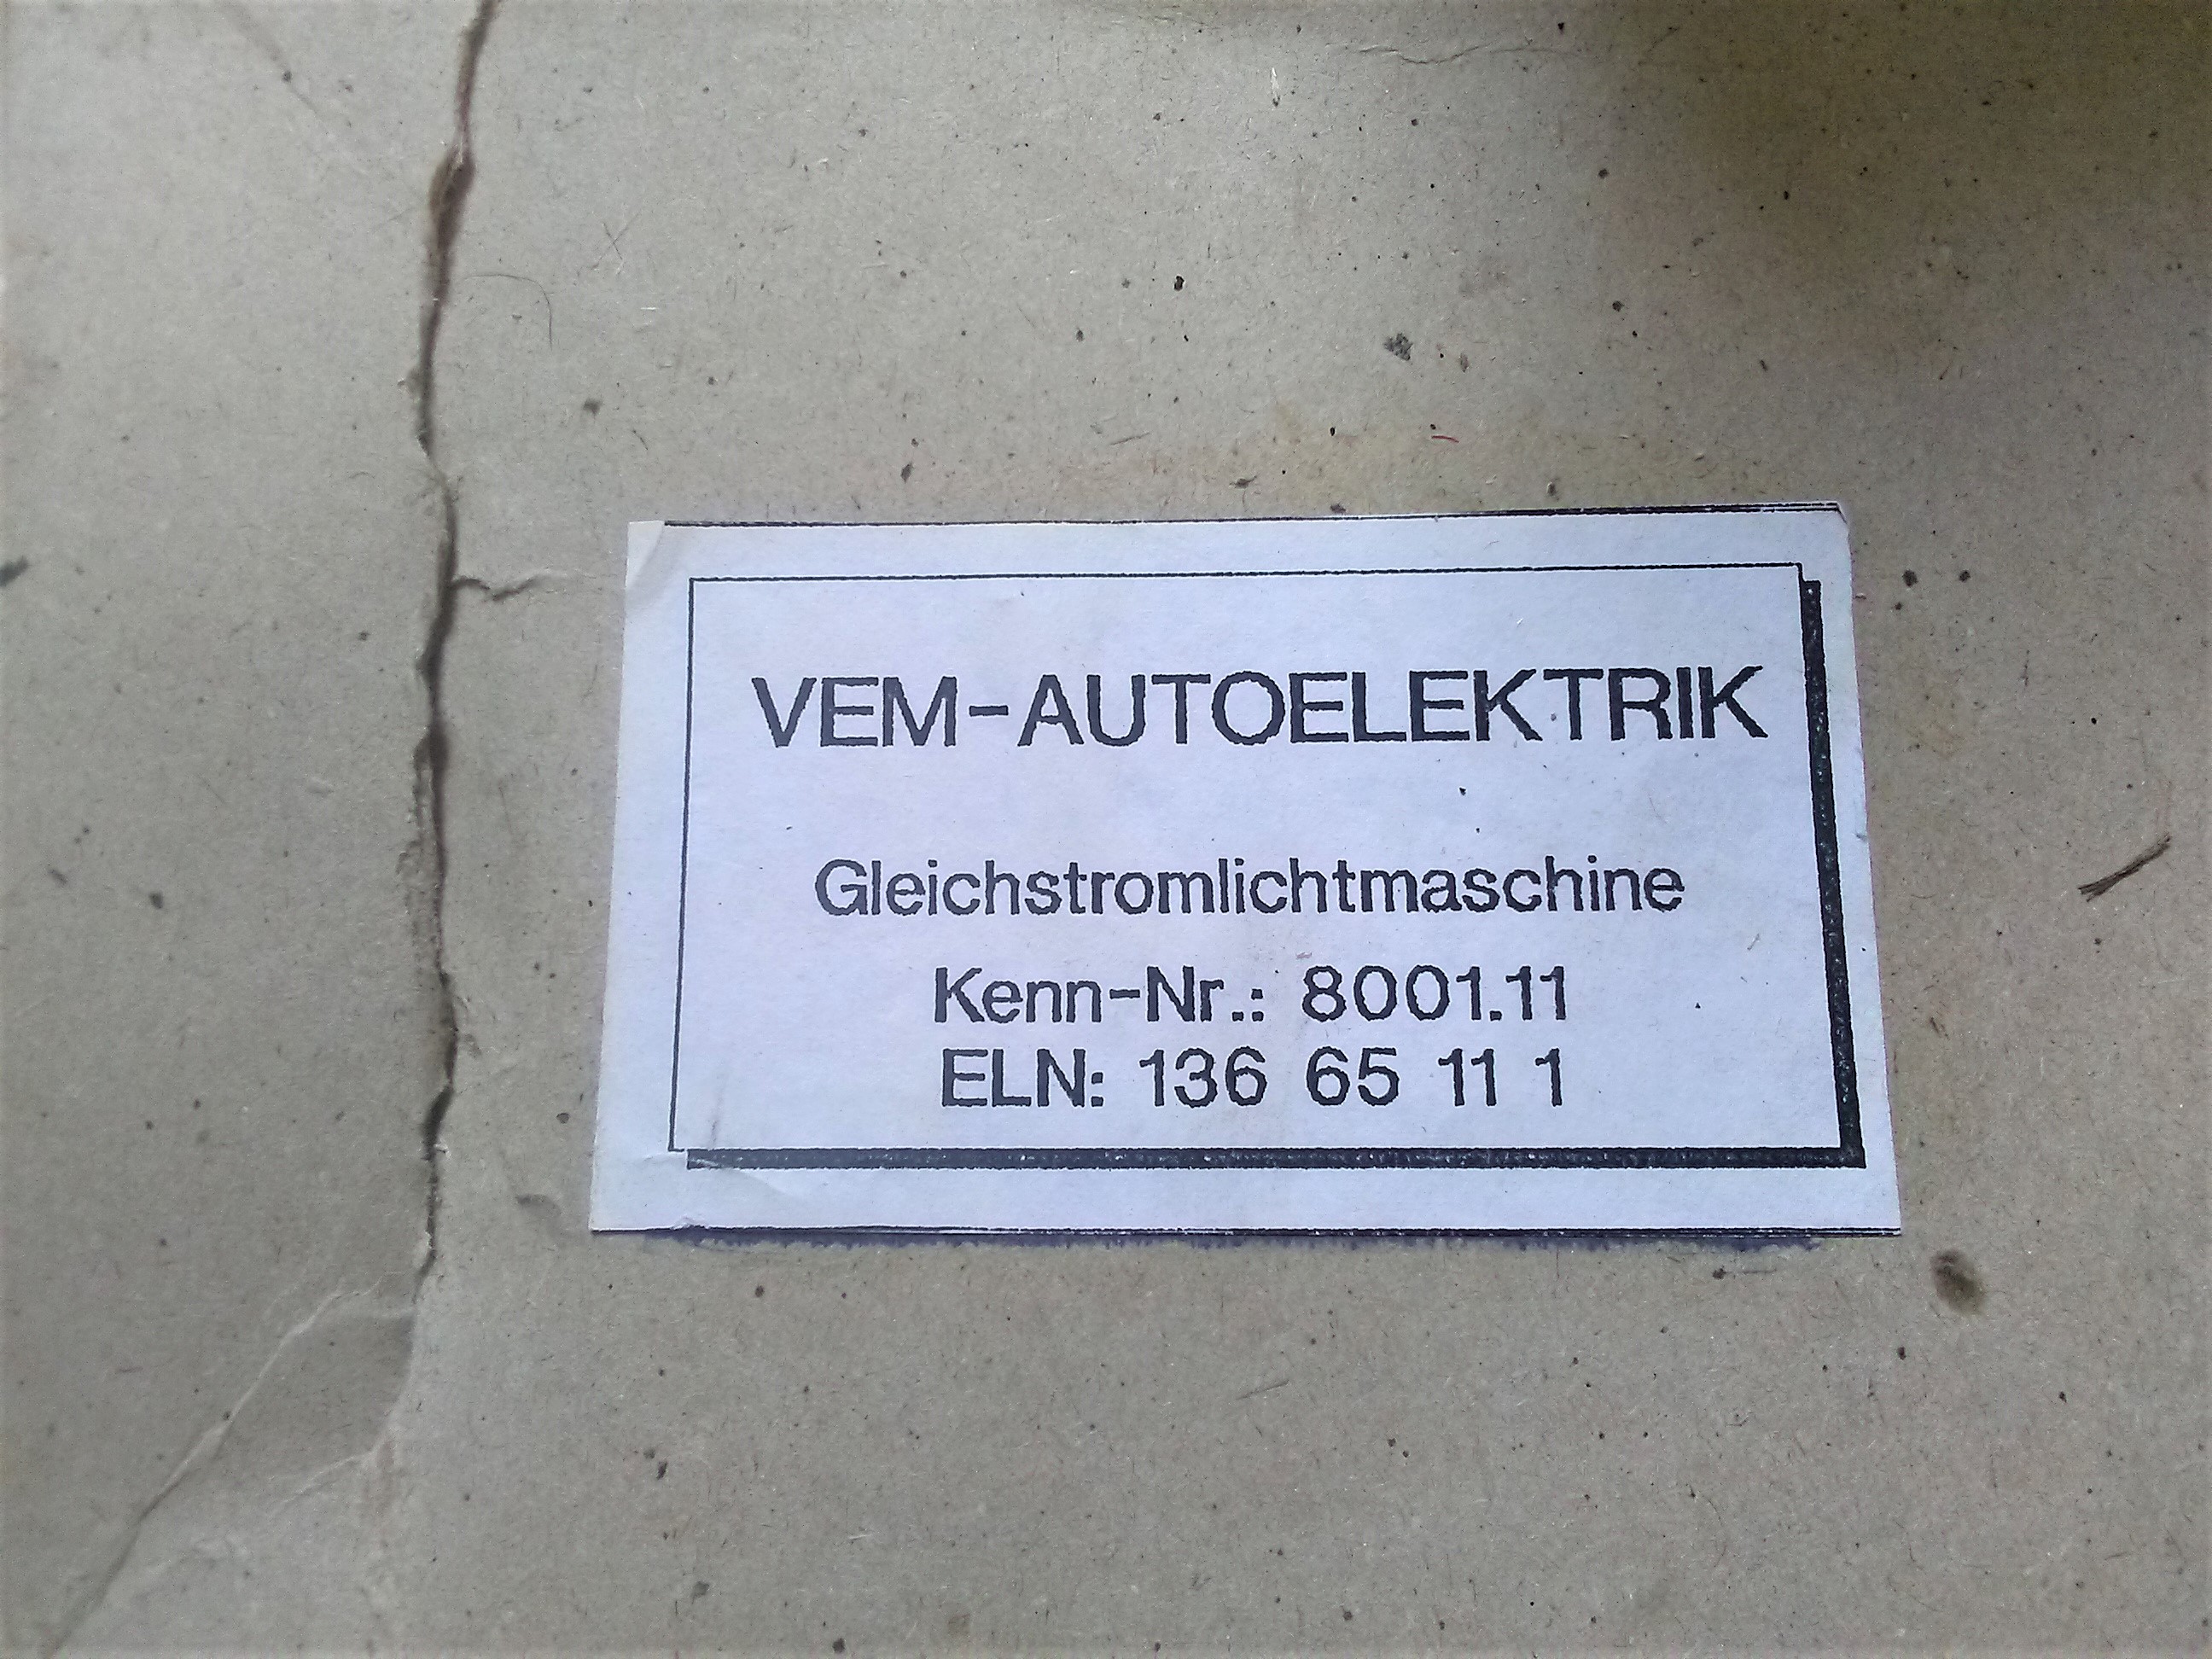 VEM-AUTOELEKTRIK
Gleichstromlichtmaschine
Kenn-Nr.: 8001.11
ELN: 136 65 11 1